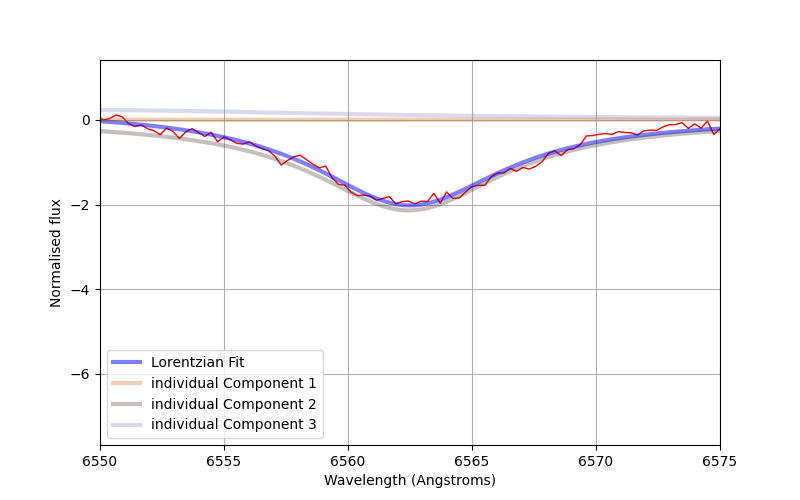 0
−2
−4
−6
Normalised flux
Lorentzian Fit
individual Component 1
individual Component 2
individual Component 3
6550 6555 6560 6565 6570 6575
Wavelength (Angstroms)